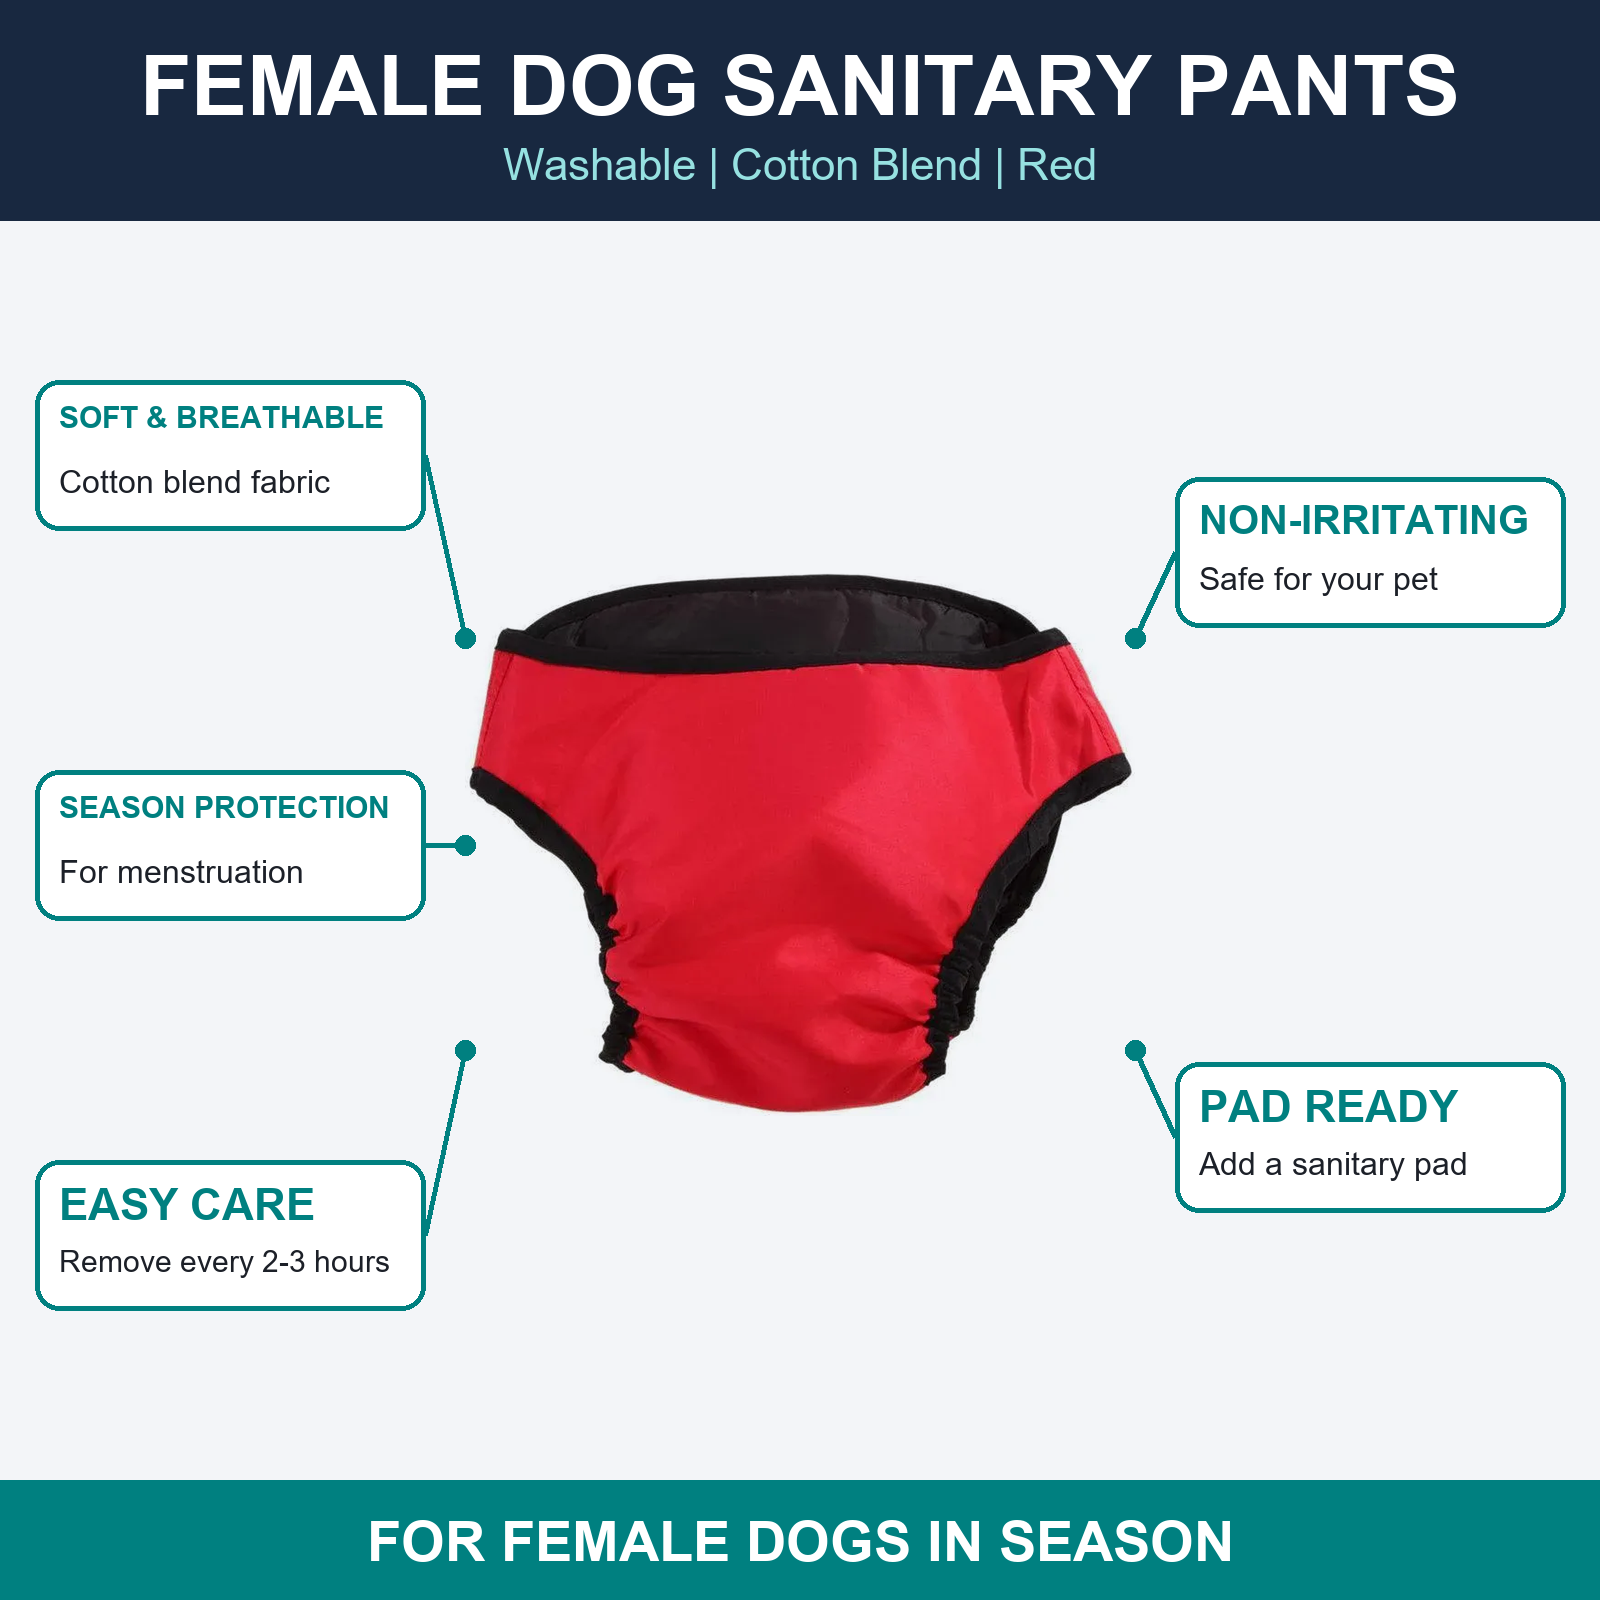 FEMALE DOG SANITARY PANTS
Washable | Cotton Blend | Red
SOFT & BREATHABLE
Cotton blend fabric
NON-IRRITATING
Safe for your pet
SEASON PROTECTION
For menstruation
PAD READY
Add a sanitary pad
EASY CARE
Remove every 2-3 hours
FOR FEMALE DOGS IN SEASON